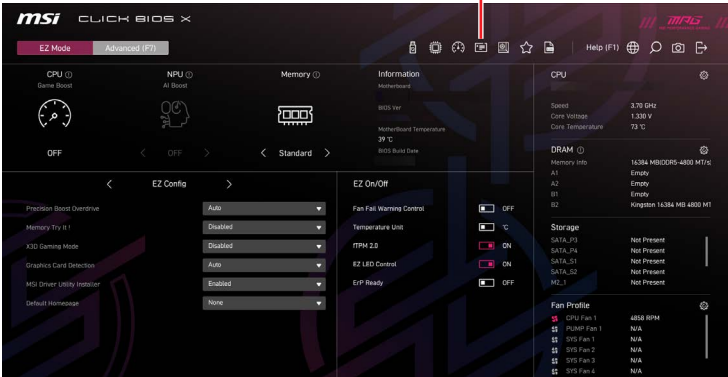 msi CLICK BIOS X
MPG
EZ Mode
Advanced (F7)
Help (F1)
CPU
Game Boost
OFF
NPU
AI Boost
OFF
Memory
Standard
Information
Motherboard
BIOS Ver
MotherBoard Temperature
39 °C
BIOS Build Date
CPU
Speed 3.70 GHz
Core Voltage 1.330 V
Core Temperature 73 °C
DRAM
Memory Info 16384 MB(DDR5-4800 MT/s
A1 Empty
A2 Empty
B1 Empty
B2 Kingston 16384 MB 4800 MT
Storage
SATA_P3 Not Present
SATA_P4 Not Present
SATA_S1 Not Present
SATA_S2 Not Present
M2_1 Not Present
Fan Profile
CPU Fan 1 4858 RPM
PUMP Fan 1 N/A
SYS Fan 1 N/A
SYS Fan 2 N/A
SYS Fan 3 N/A
SYS Fan 4 N/A
EZ Config
Precision Boost Overdrive Auto
Memory Try It ! Disabled
X3D Gaming Mode Disabled
Graphics Card Detection Auto
MSI Driver Utility Installer Enabled
Default Homepage None
EZ On/Off
Fan Fail Warning Control OFF
Temperature Unit °C
fTPM 2.0 ON
EZ LED Control ON
ErP Ready OFF